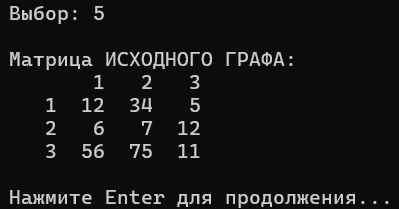 Выбор: 5
Матрица ИСХОДНОГО ГРАФА:
1 2 3
1 12 34 5
2 6 7 12
3 56 75 11
Нажмите Enter для продолжения...